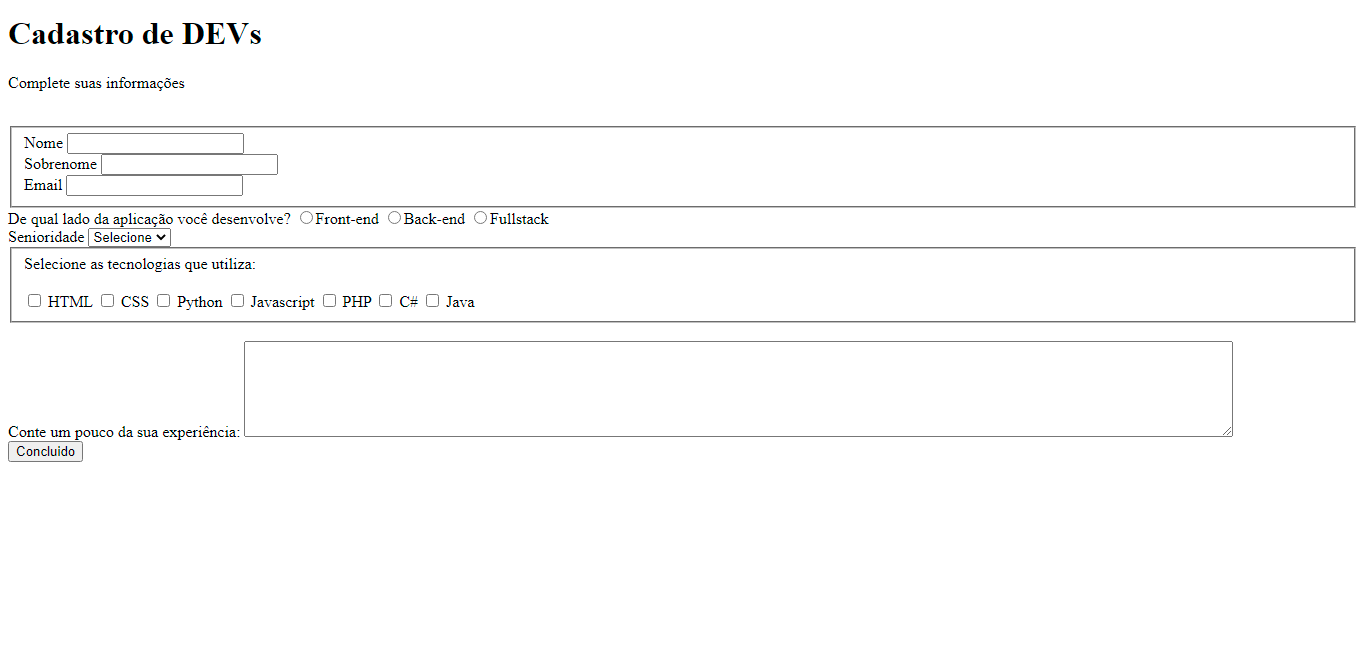 Cadastro de DEVs
Complete suas informações
Nome
Sobrenome
Email
De qual lado da aplicação você desenvolve? Front-end Back-end Fullstack
Senioridade Selecione
Selecione as tecnologias que utiliza:
HTML CSS Python Javascript PHP C# Java
Conte um pouco da sua experiência:
Concluido